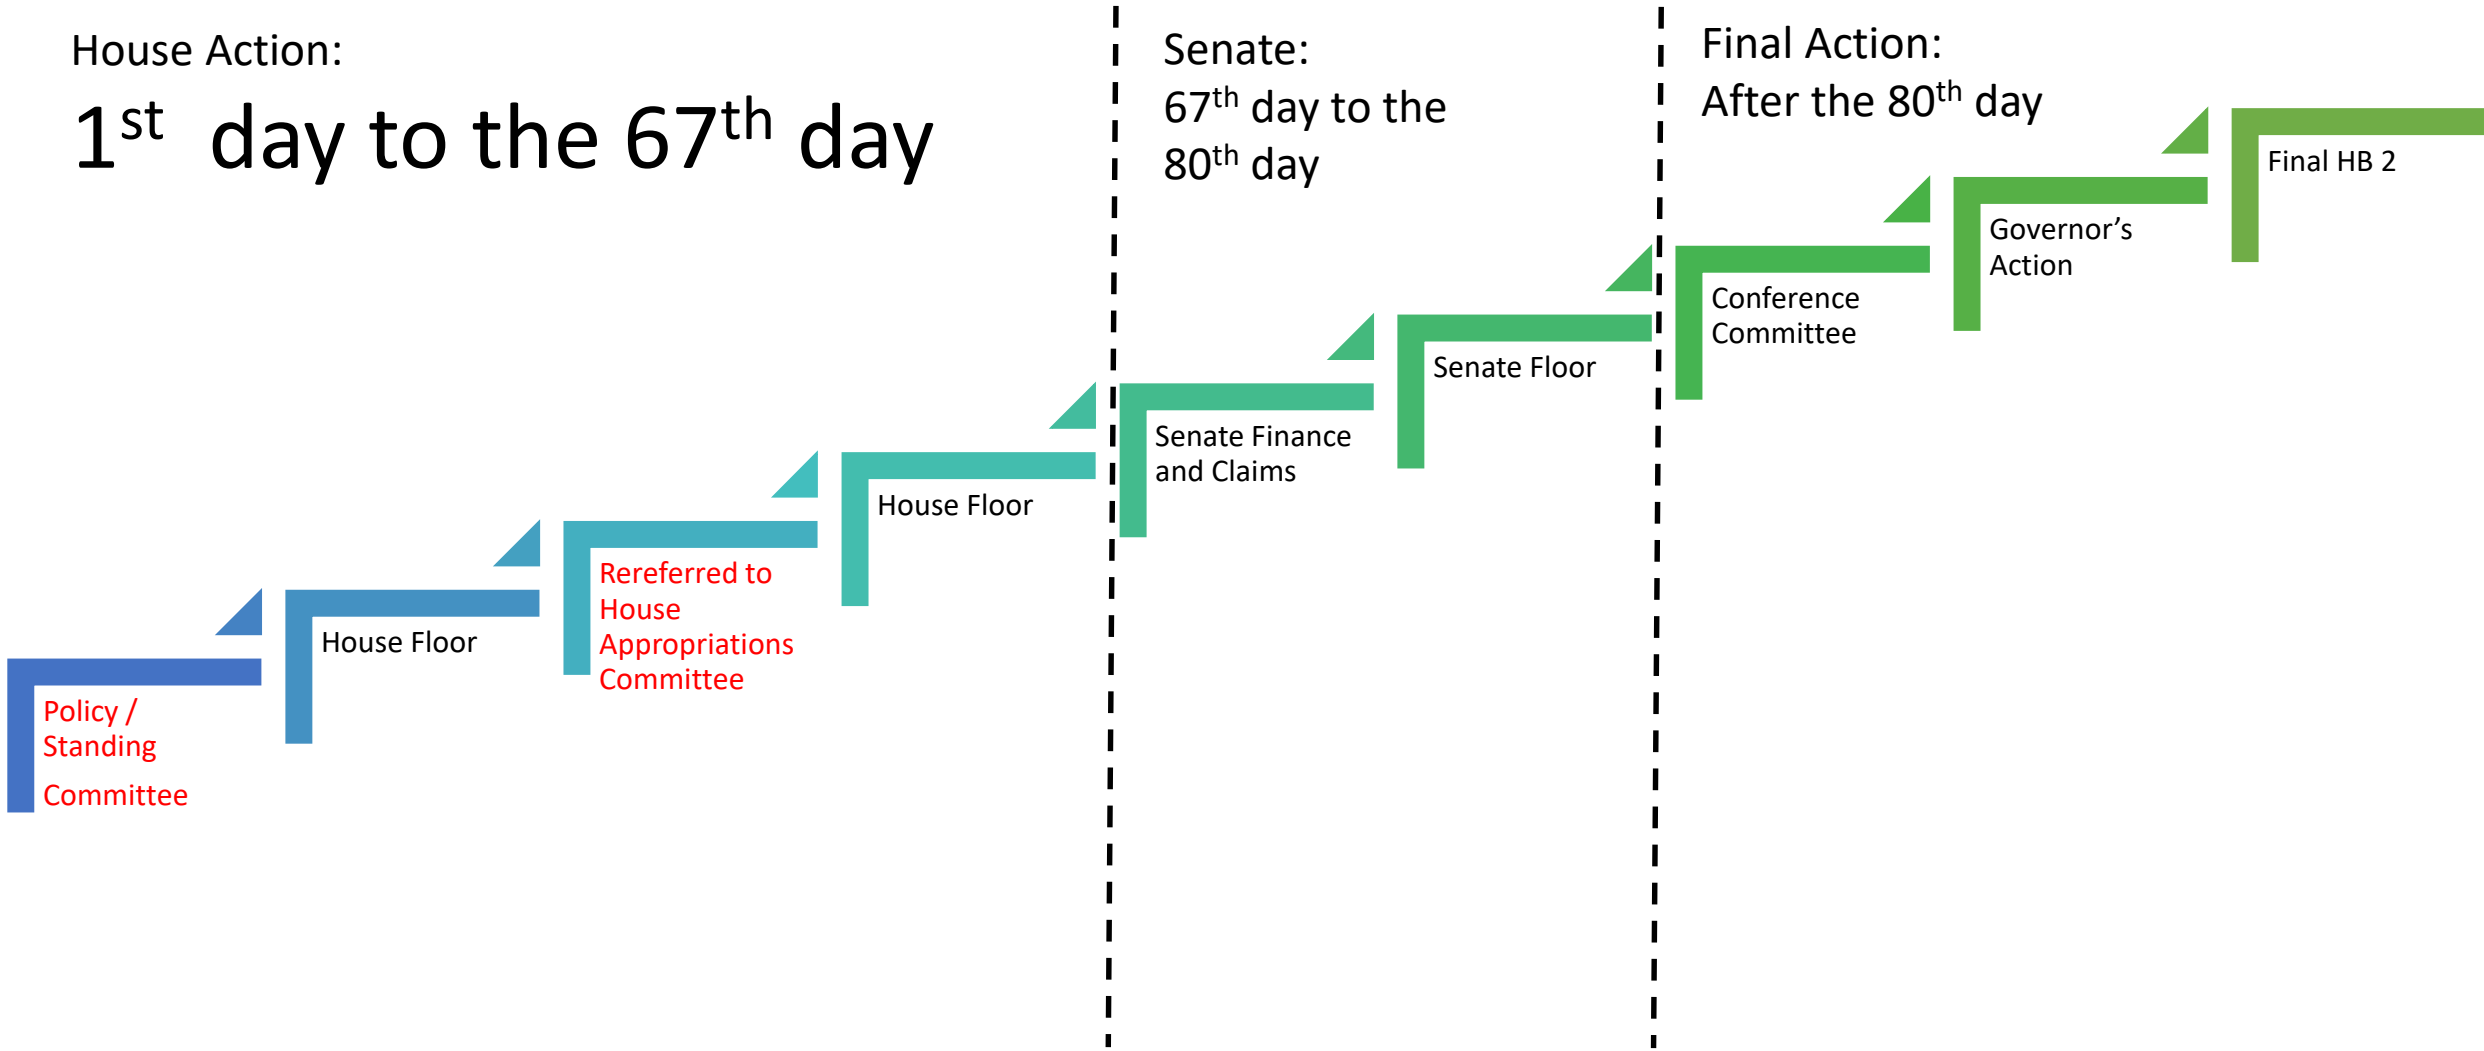 House Action:
1st day to the 67th day
Senate:
67th day to the
80th day
Final Action:
After the 80th day
Policy /
Standing
Committee
House Floor
Rereferred to
House
Appropriations
Committee
House Floor
Senate Finance
and Claims
Senate Floor
Conference
Committee
Governor’s
Action
Final HB 2